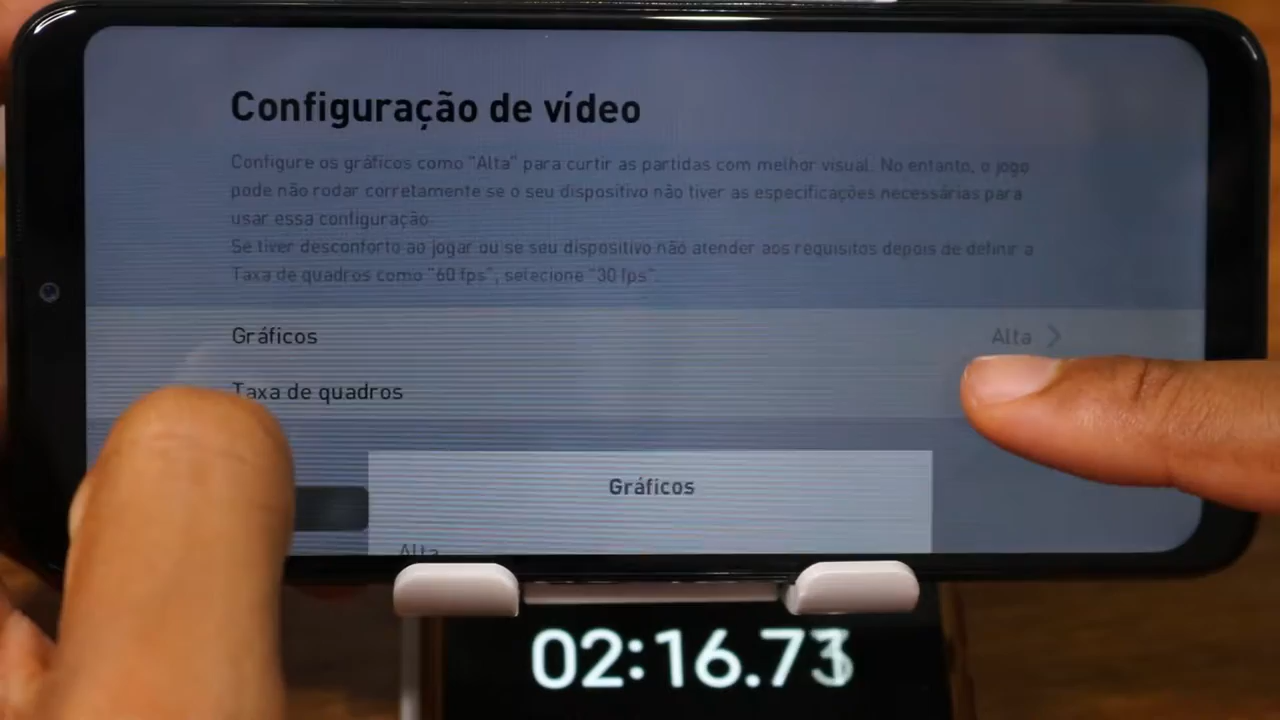 Configuração de vídeo
Configure os gráficos como "Alta" para curtir as partidas com melhor visual. No entanto, o jogo
pode não rodar corretamente se o seu dispositivo não tiver as especificações necessárias para
usar essa configuração.
Se tiver desconforto ao jogar ou se seu dispositivo não atender aos requisitos depois de definir a
Taxa de quadros como "60 fps", selecione "30 fps".
Gráficos
Alta
Taxa de quadros
Gráficos
Alta
02:16.73